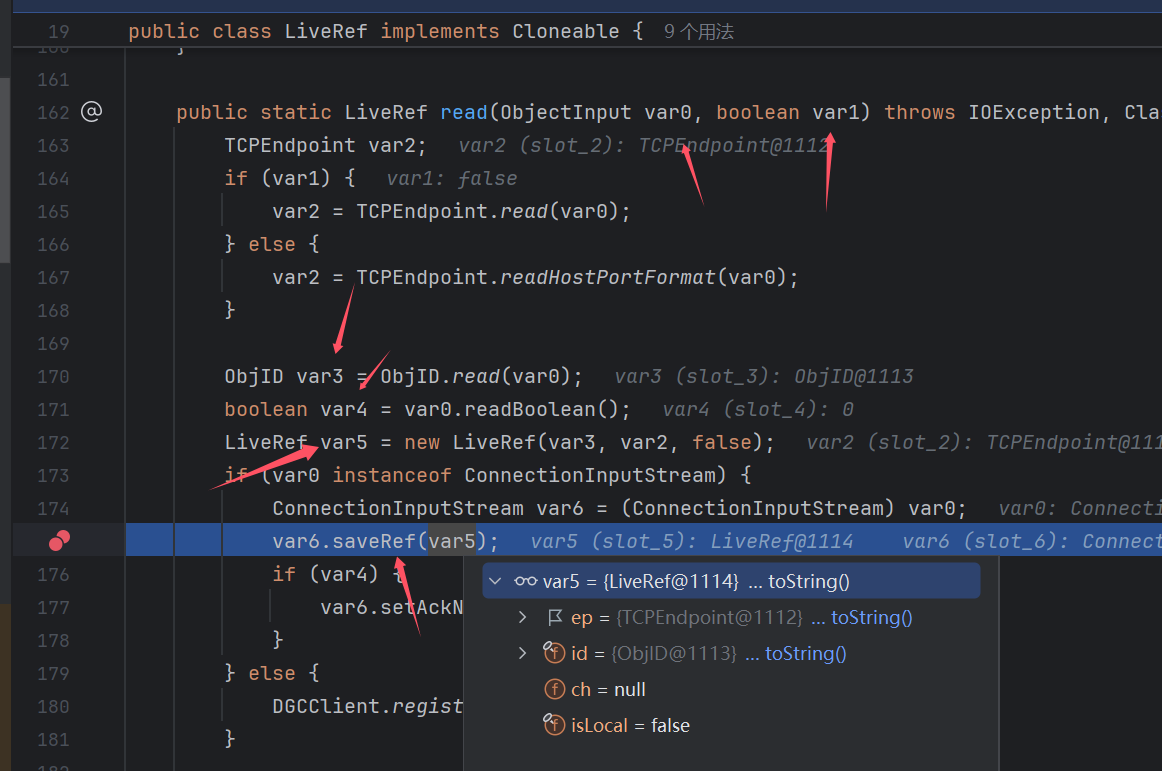 19 public class LiveRef implements Cloneable { 9 个用法
160 }
161
162 @ public static LiveRef read(ObjectInput var0, boolean var1) throws IOException, Cla
163 TCPEndpoint var2; var2 (slot_2): TCPEndpoint@1112
164 if (var1) { var1: false
165 var2 = TCPEndpoint.read(var0);
166 } else {
167 var2 = TCPEndpoint.readHostPortFormat(var0);
168 }
169
170 ObjID var3 = ObjID.read(var0); var3 (slot_3): ObjID@1113
171 boolean var4 = var0.readBoolean(); var4 (slot_4): 0
172 LiveRef var5 = new LiveRef(var3, var2, false); var2 (slot_2): TCPEndpoint@111
173 if (var0 instanceof ConnectionInputStream) {
174 ConnectionInputStream var6 = (ConnectionInputStream) var0; var0: Connecti
var6.saveRef(var5); var5 (slot_5): LiveRef@1114 var6 (slot_6): Connect
176 if (var4) {
var5 = {LiveRef@1114} ... toString()
177 var6.setAckN
ep = {TCPEndpoint@1112} ... toString()
178 }
id = {ObjID@1113} ... toString()
179 } else {
ch = null
180 DGCClient.regist
isLocal = false
181 }